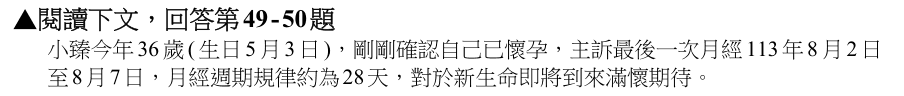 ▲閱讀下文，回答第49-50題
小臻今年36歲(生日5月3日)，剛剛確認自己已懷孕，主訴最後一次月經113年8月2日
至8月7日，月經週期規律約為28天，對於新生命即將到來滿懷期待。